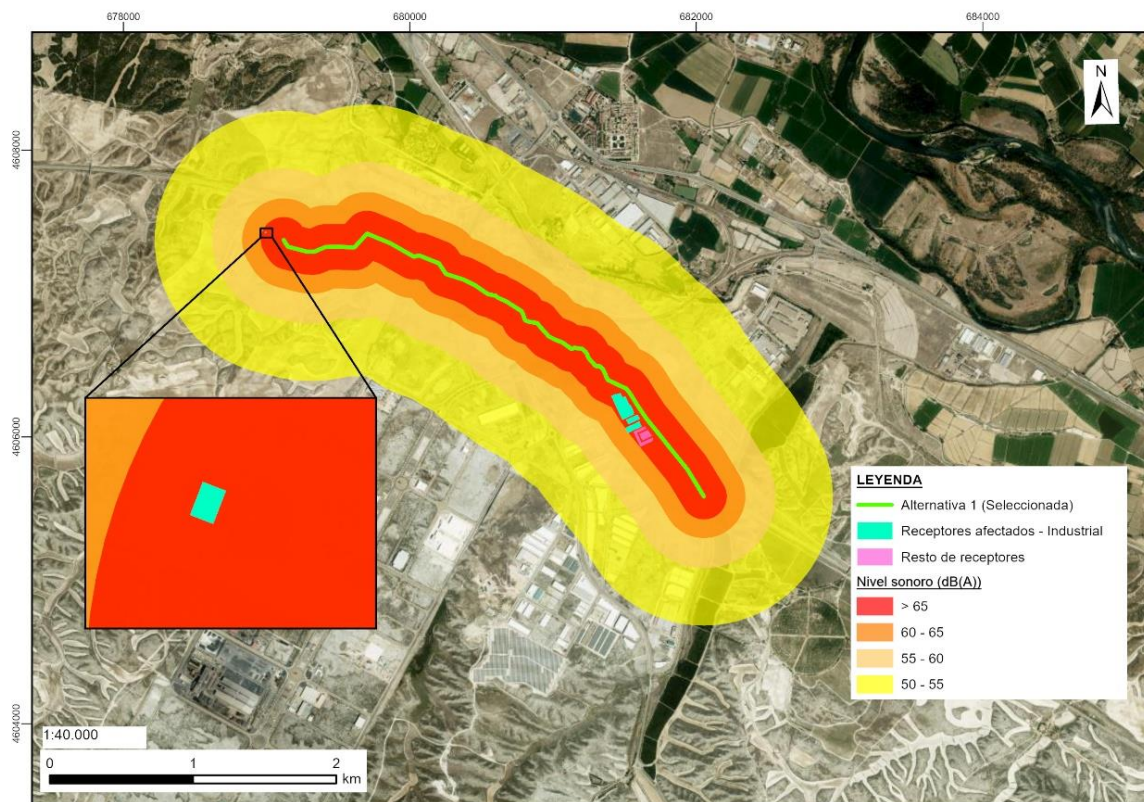 678000
680000
682000
684000
4608000
4606000
4604000
N
LEYENDA
Alternativa 1 (Seleccionada)
Receptores afectados - Industrial
Resto de receptores
Nivel sonoro (dB(A))
> 65
60 - 65
55 - 60
50 - 55
1:40.000
0 1 2
km